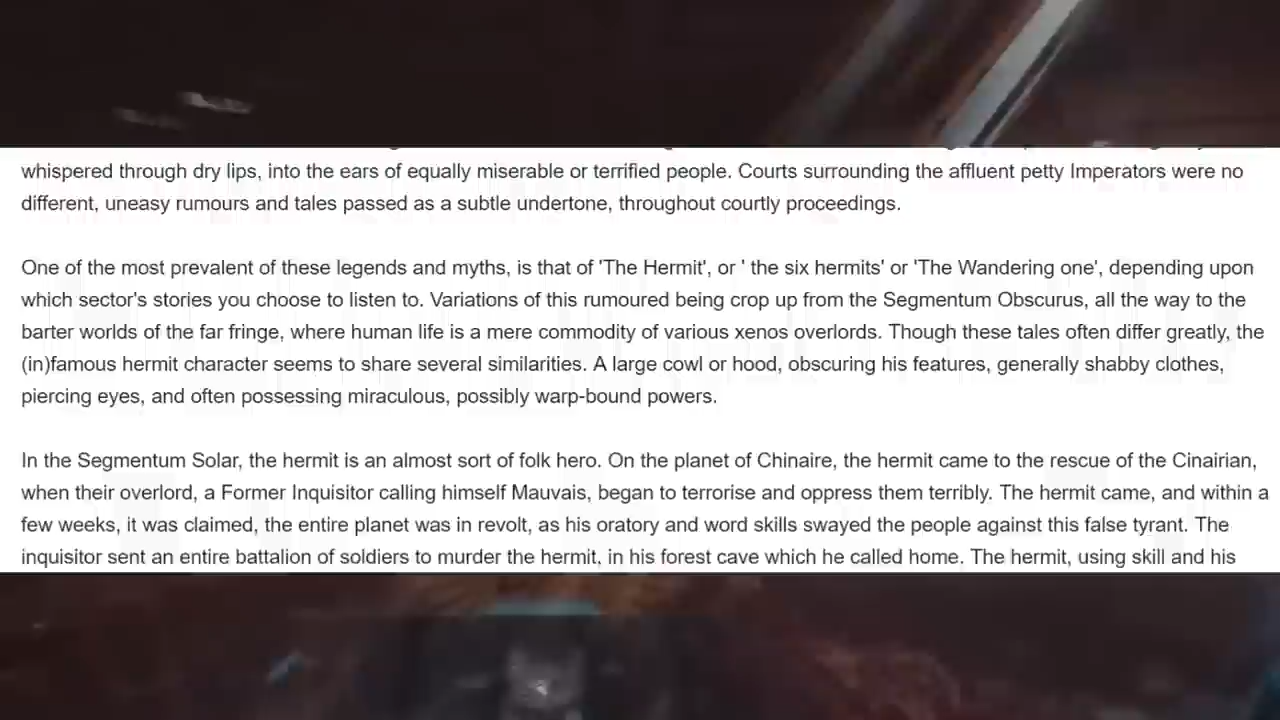 whispered through dry lips, into the ears of equally miserable or terrified people. Courts surrounding the affluent petty Imperators were no
different, uneasy rumours and tales passed as a subtle undertone, throughout courtly proceedings.
One of the most prevalent of these legends and myths, is that of 'The Hermit', or ' the six hermits' or 'The Wandering one', depending upon
which sector's stories you choose to listen to. Variations of this rumoured being crop up from the Segmentum Obscurus, all the way to the
barter worlds of the far fringe, where human life is a mere commodity of various xenos overlords. Though these tales often differ greatly, the
(in)famous hermit character seems to share several similarities. A large cowl or hood, obscuring his features, generally shabby clothes,
piercing eyes, and often possessing miraculous, possibly warp-bound powers.
In the Segmentum Solar, the hermit is an almost sort of folk hero. On the planet of Chinaire, the hermit came to the rescue of the Cinairian,
when their overlord, a Former Inquisitor calling himself Mauvais, began to terrorise and oppress them terribly. The hermit came, and within a
few weeks, it was claimed, the entire planet was in revolt, as his oratory and word skills swayed the people against this false tyrant. The
inquisitor sent an entire battalion of soldiers to murder the hermit, in his forest cave which he called home. The hermit, using skill and his